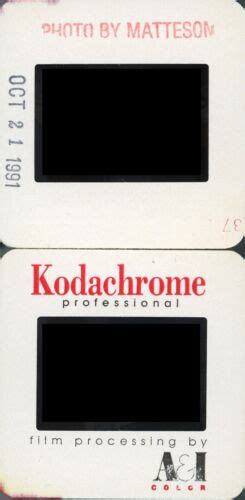 PHOTO BY MATTESON
OCT 21 1991
37
Kodachrome
professional
film processing by
A&I
COLOR